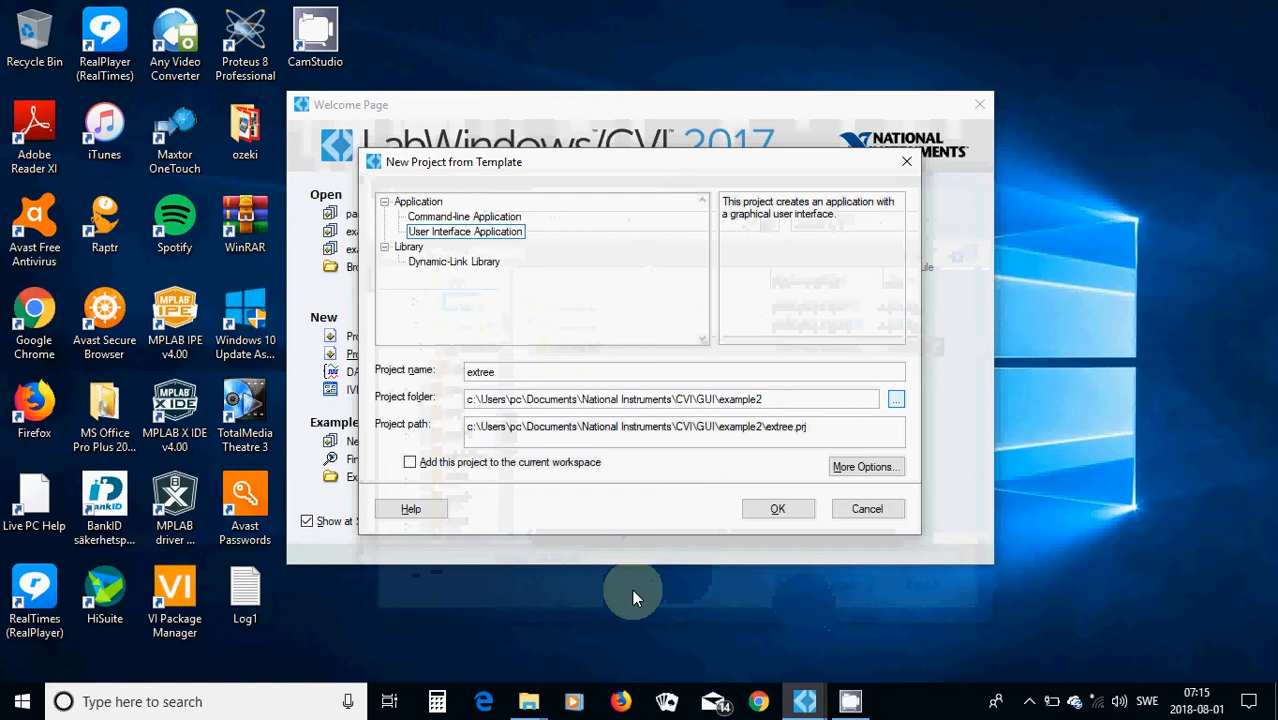 Recycle Bin
RealPlayer
(RealTimes)
Any Video
Converter
Proteus 8
Professional
CamStudio
Adobe
Reader XI
iTunes
Maxtor
OneTouch
ozeki
Avast Free
Antivirus
Raptr
Spotify
WinRAR
Google
Chrome
Avast Secure
Browser
MPLAB IPE
v4.00
Windows 10
Update As...
Firefox
MS Office
Pro Plus 20...
MPLAB X IDE
v4.00
TotalMedia
Theatre 3
Live PC Help
BankID
säkerhetsp...
MPLAB
driver ...
Avast
Passwords
RealTimes
(RealPlayer)
HiSuite
VI Package
Manager
Log1
Welcome Page
LabWindows™/CVI™ 2017
NATIONAL
INSTRUMENTS
Open
New
Show at
New Project from Template
Application
Command-line Application
User Interface Application
Library
Dynamic-Link Library
This project creates an application with
a graphical user interface.
Project name:
extree
Project folder:
c:\Users\pc\Documents\National Instruments\CVI\GUI\example2
...
Project path:
c:\Users\pc\Documents\National Instruments\CVI\GUI\example2\extree.prj
Add this project to the current workspace
More Options...
Help
OK
Cancel
Type here to search
14
SWE
07:15
2018-08-01